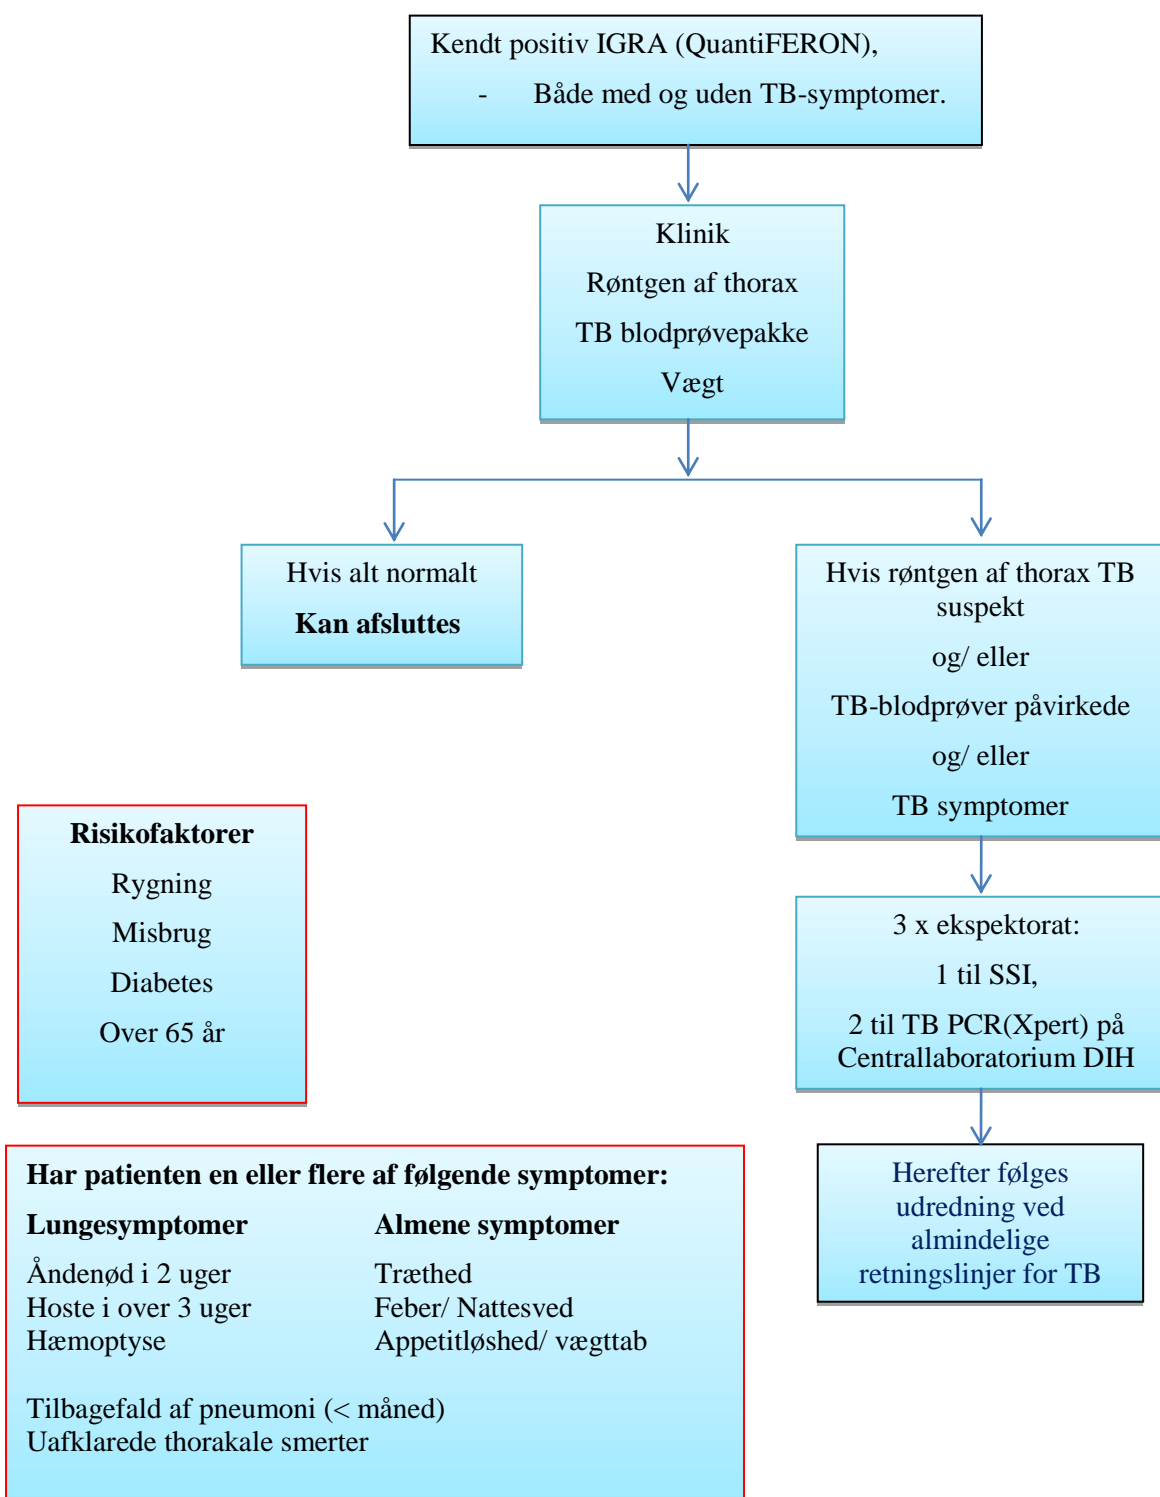 Kendt positiv IGRA (QuantiFERON),
- Både med og uden TB-symptomer.
Klinik
Røntgen af thorax
TB blodprøvepakke
Vægt
Hvis alt normalt
Kan afsluttes
Hvis røntgen af thorax TB
suspekt
og/ eller
TB-blodprøver påvirkede
og/ eller
TB symptomer
Risikofaktorer
Rygning
Misbrug
Diabetes
Over 65 år
3 x ekspektorat:
1 til SSI,
2 til TB PCR(Xpert) på
Centrallaboratorium DIH
Herefter følges
udredning ved
almindelige
retningslinjer for TB
Har patienten en eller flere af følgende symptomer:
Lungesymptomer Almene symptomer
Åndenød i 2 uger Træthed
Hoste i over 3 uger Feber/ Nattesved
Hæmoptyse Appetitløshed/ vægttab
Tilbagefald af pneumoni (< måned)
Uafklarede thorakale smerter